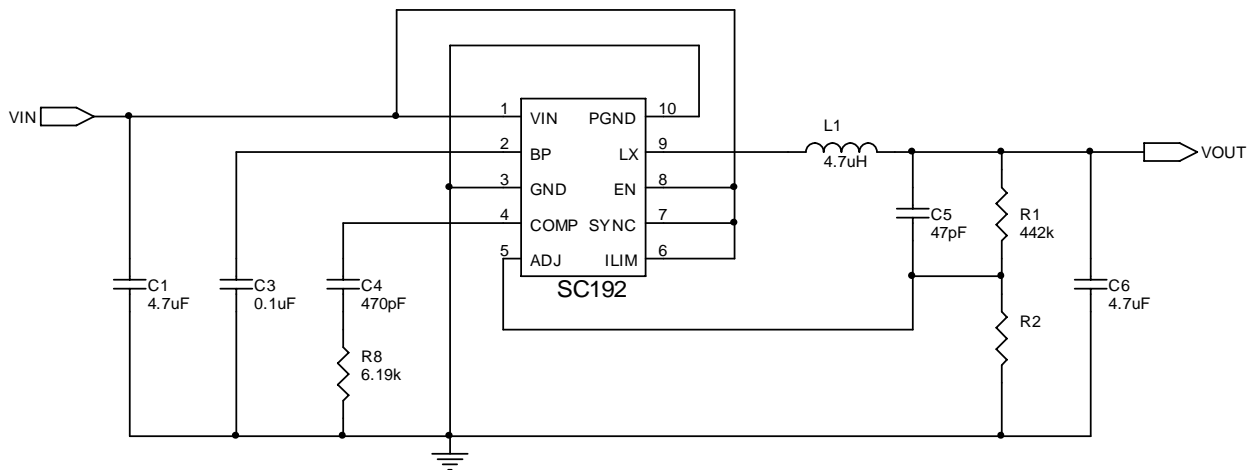 VIN
1
VIN
2
BP
3
GND
4
COMP
5
ADJ
PGND
10
LX
9
EN
8
SYNC
7
ILIM
6
SC192
L1
4.7uH
VOUT
C5
47pF
R1
442k
C1
4.7uF
C3
0.1uF
C4
470pF
R8
6.19k
R2
C6
4.7uF